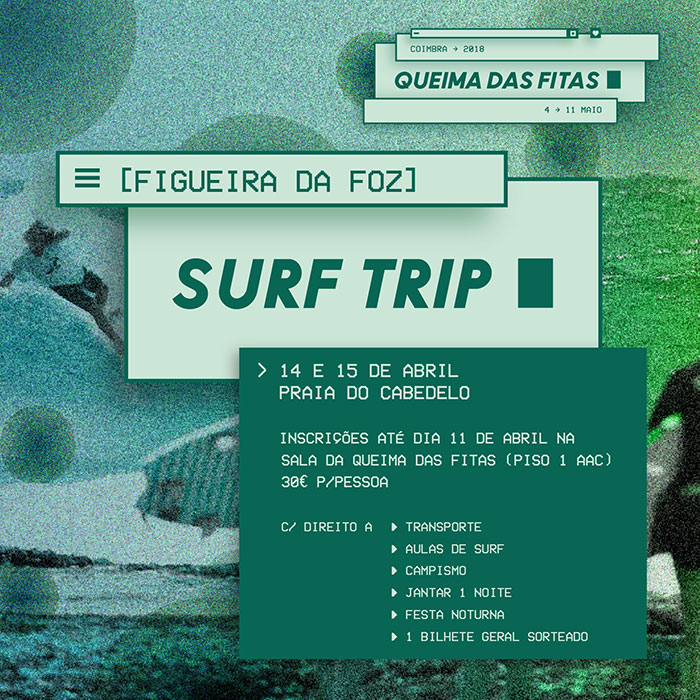 COIMBRA → 2018
QUEIMA DAS FITAS
4 → 11 MAIO
[FIGUEIRA DA FOZ]
SURF TRIP
> 14 E 15 DE ABRIL
PRAIA DO CABEDELO
INSCRIÇÕES ATÉ DIA 11 DE ABRIL NA
SALA DA QUEIMA DAS FITAS (PISO 1 AAC)
30€ P/PESSOA
C/ DIREITO A ▶ TRANSPORTE
▶ AULAS DE SURF
▶ CAMPISMO
▶ JANTAR 1 NOITE
▶ FESTA NOTURNA
▶ 1 BILHETE GERAL SORTEADO